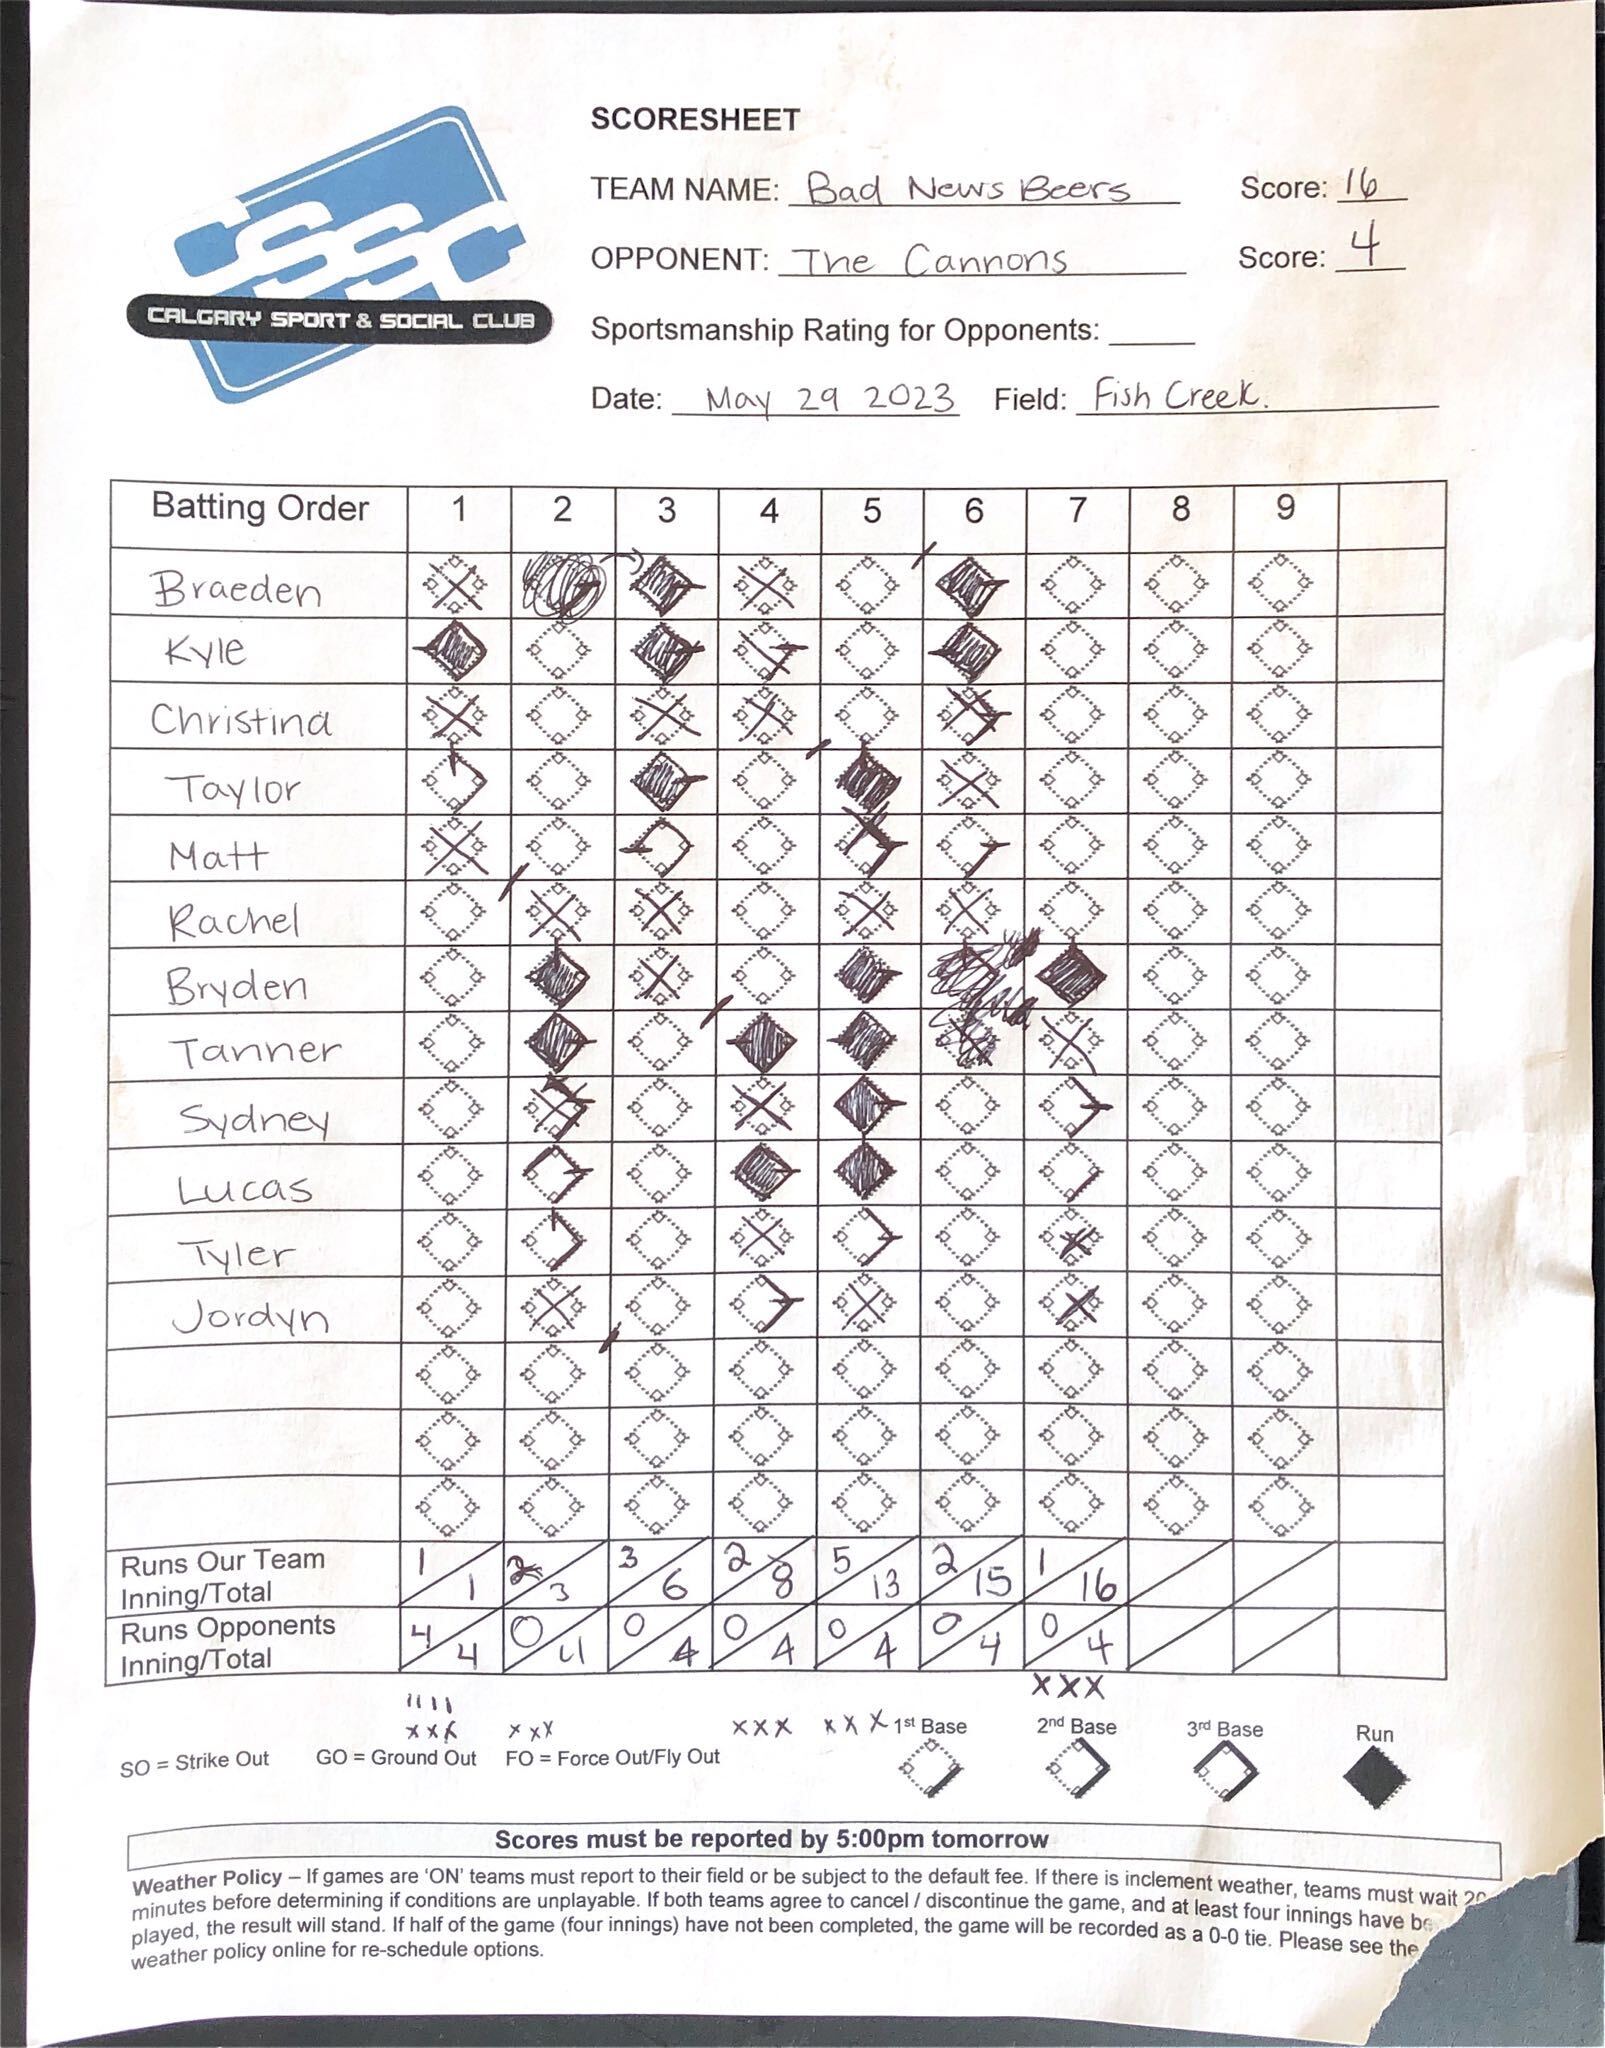 SCORESHEET
CSSC
CALGARY SPORT & SOCIAL CLUB
TEAM NAME: Bad News Beers Score: 16
OPPONENT: The Cannons Score: 4
Sportsmanship Rating for Opponents:
Date: May 29 2023 Field: Fish Creek.
Batting Order 1 2 3 4 5 6 7 8 9
Braeden
Kyle
Christina
Taylor
Matt
Rachel
Bryden
Tanner
Sydney
Lucas
Tyler
Jordyn
Runs Our Team
Inning/Total 1/1 2/3 3/6 2/8 5/13 2/15 1/16
Runs Opponents
Inning/Total 4/4 0/4 0/4 0/4 0/4 0/4 0/4
XXX
xxx xxx xxx xxx 1st Base 2nd Base 3rd Base Run
SO = Strike Out GO = Ground Out FO = Force Out/Fly Out
Scores must be reported by 5:00pm tomorrow
Weather Policy – If games are ‘ON’ teams must report to their field or be subject to the default fee. If there is inclement weather, teams must wait
minutes before determining if conditions are unplayable. If both teams agree to cancel / discontinue the game, and at least four innings have
played, the result will stand. If half of the game (four innings) have not been completed, the game will be recorded as a 0-0 tie. Please see the
weather policy online for re-schedule options.